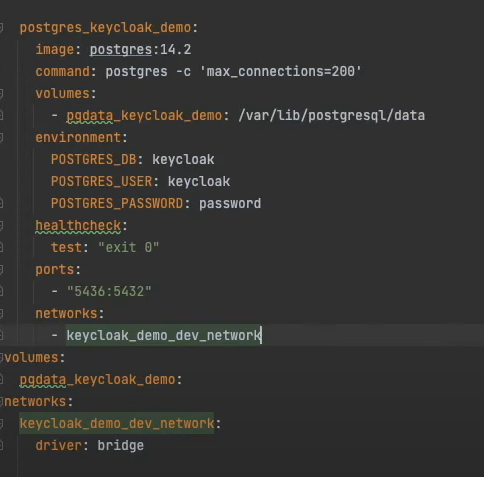 postgres_keycloak_demo:
image: postgres:14.2
command: postgres -c 'max_connections=200'
volumes:
- pgdata_keycloak_demo: /var/lib/postgresql/data
environment:
POSTGRES_DB: keycloak
POSTGRES_USER: keycloak
POSTGRES_PASSWORD: password
healthcheck:
test: "exit 0"
ports:
- "5436:5432"
networks:
- keycloak_demo_dev_network
volumes:
pgdata_keycloak_demo:
networks:
keycloak_demo_dev_network:
driver: bridge